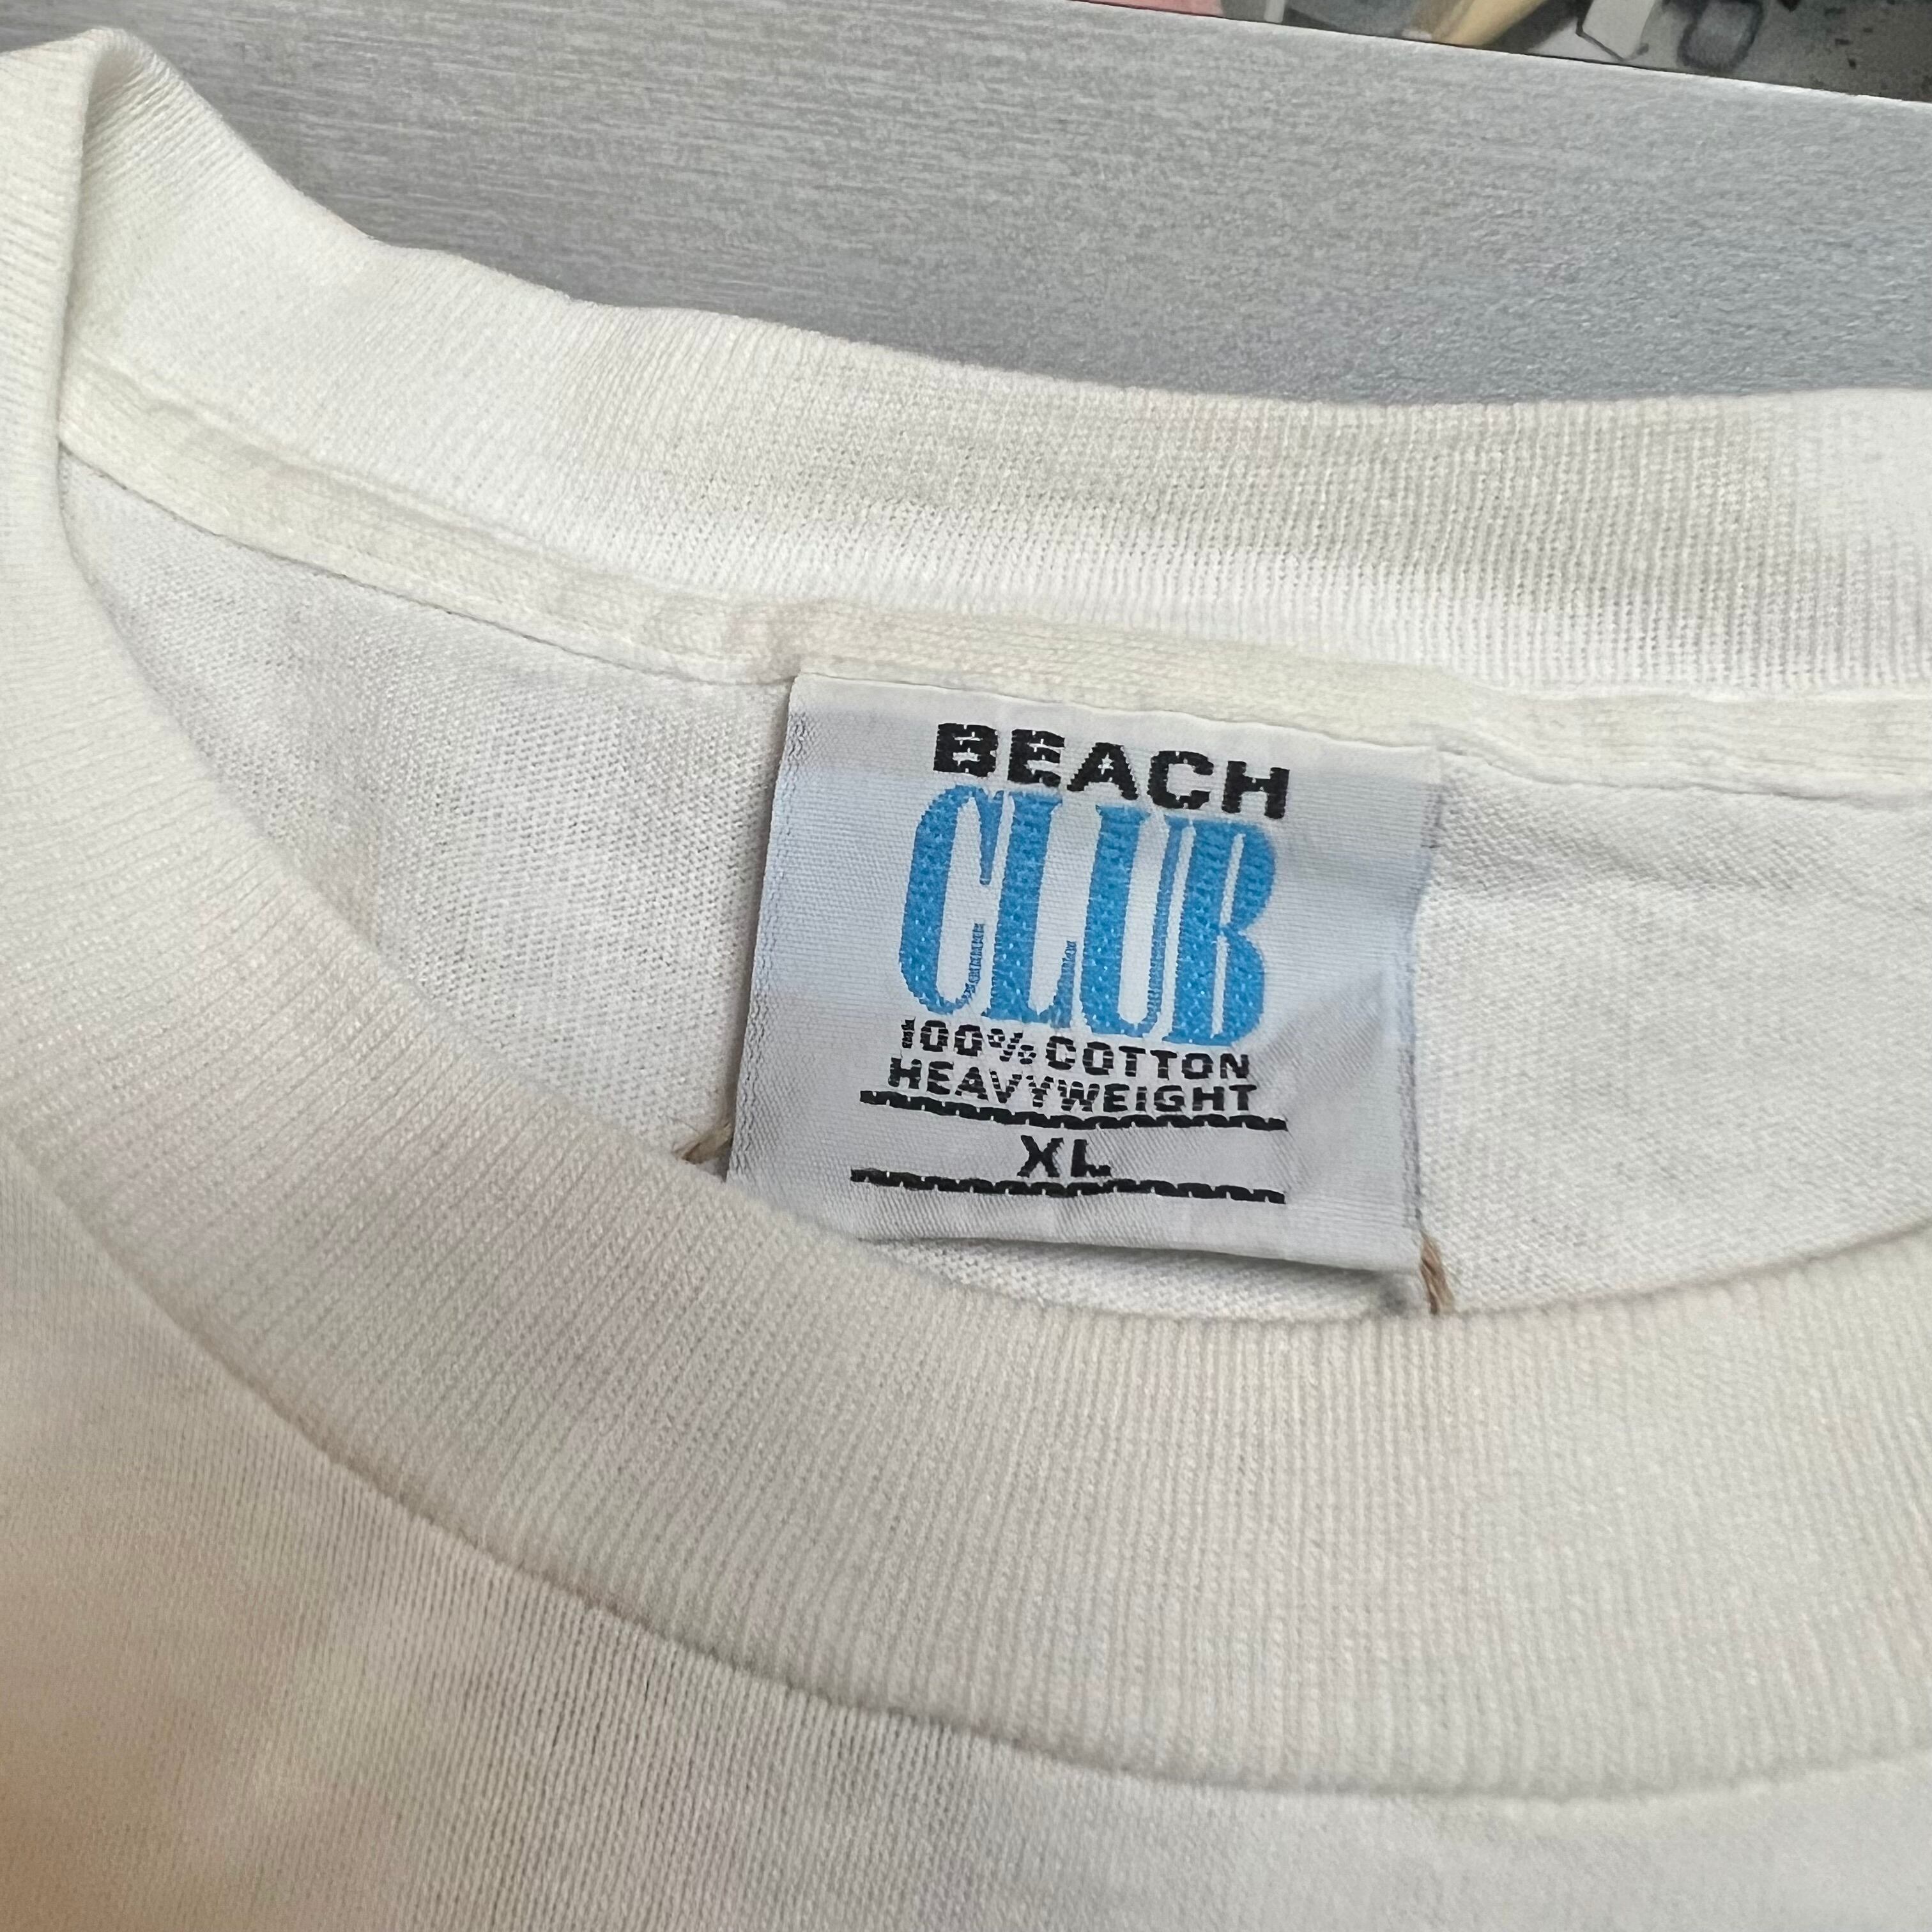 BEACH
CLUB
100% COTTON
HEAVYWEIGHT
XL